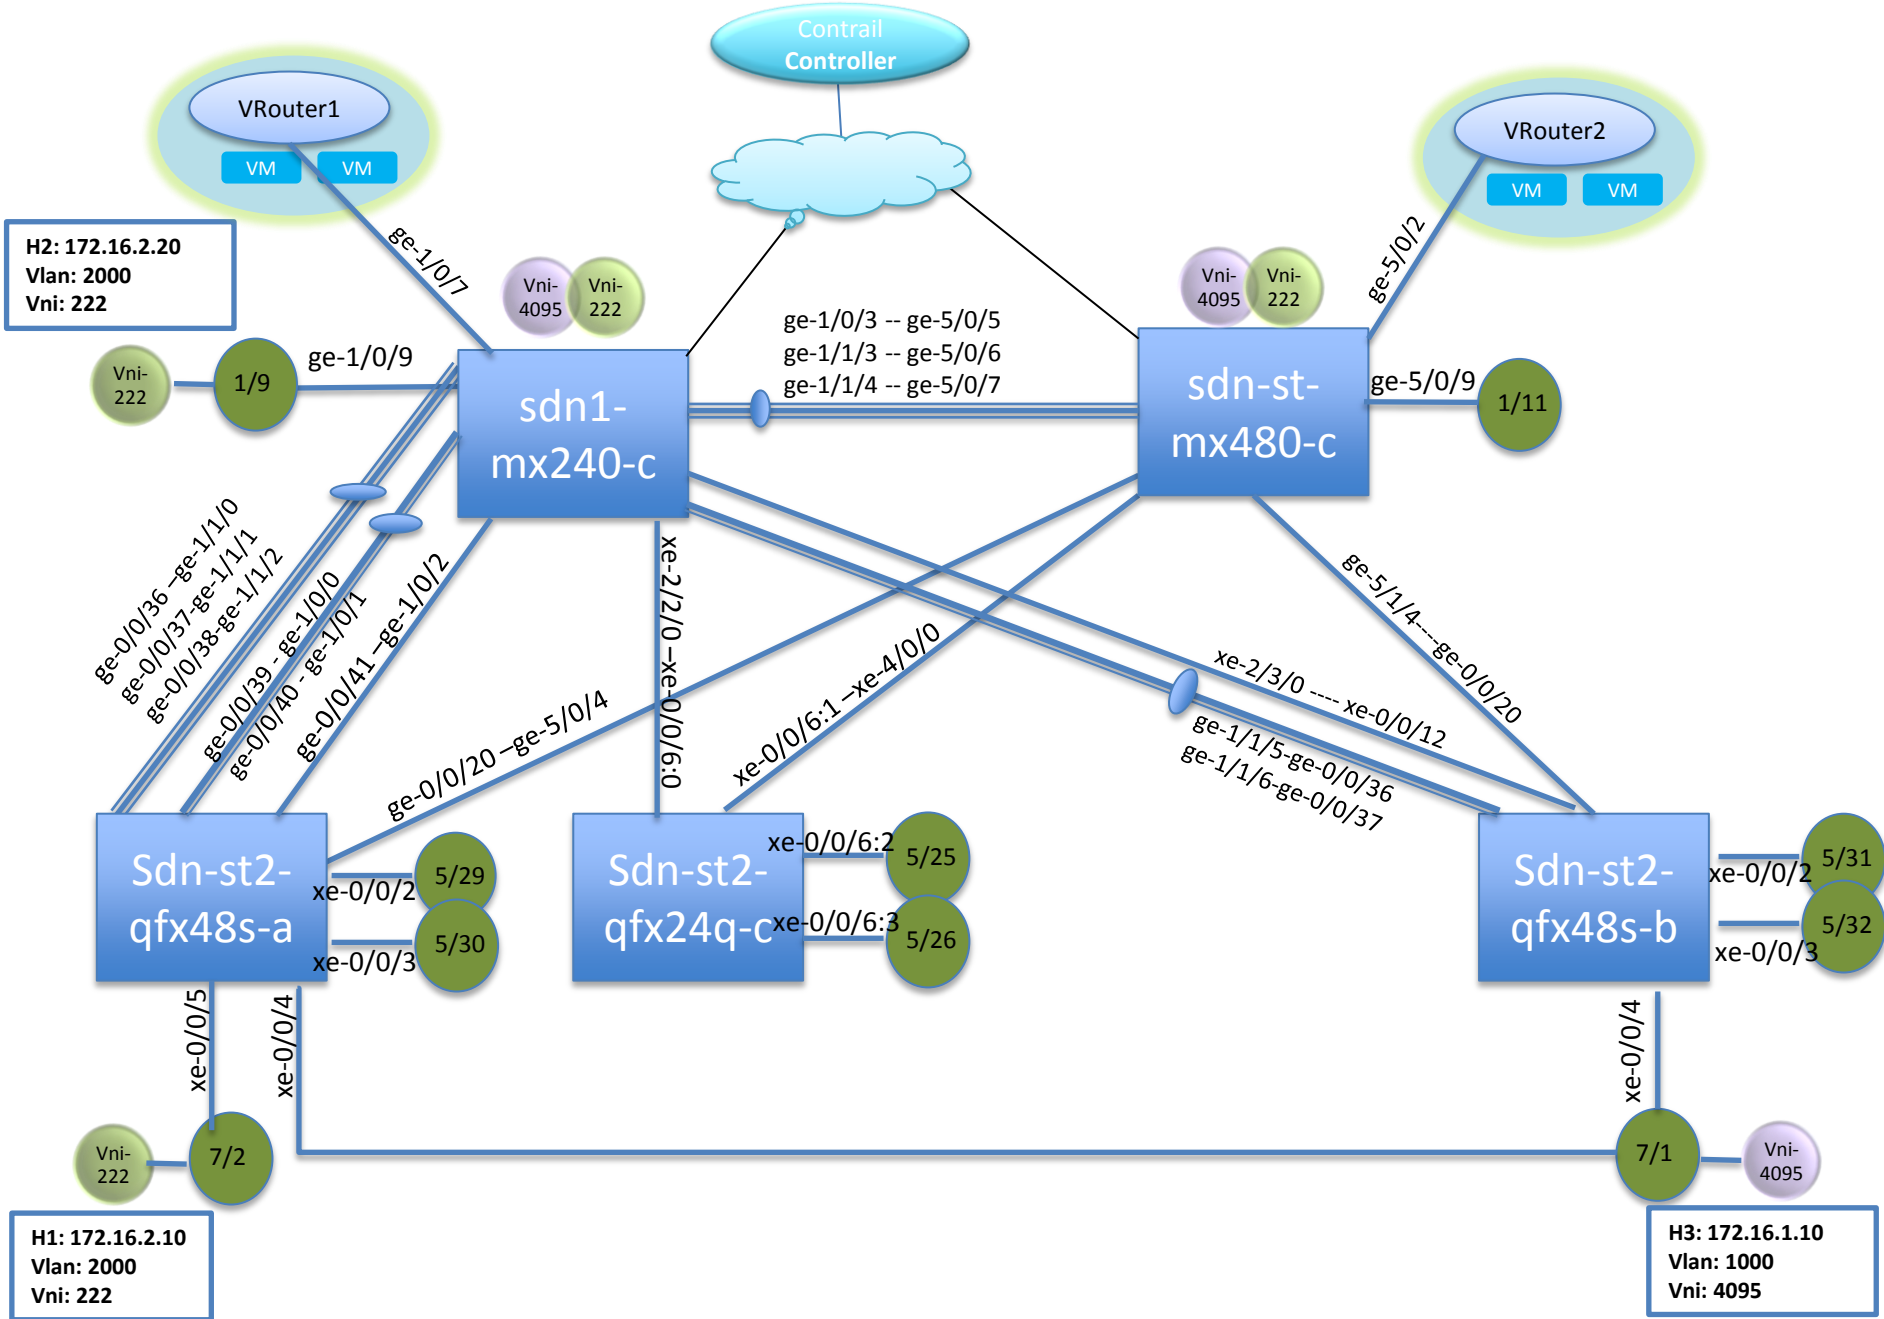 Contrail
Controller
VRouter1
VM
VM
VRouter2
VM
VM
H2: 172.16.2.20
Vlan: 2000
Vni: 222
ge-1/0/7
ge-5/0/2
Vni-
4095
Vni-
222
Vni-
4095
Vni-
222
ge-1/0/3 -- ge-5/0/5
ge-1/1/3 -- ge-5/0/6
ge-1/1/4 -- ge-5/0/7
Vni-
222
1/9
ge-1/0/9
sdn1-
mx240-c
sdn-st-
mx480-c
ge-5/0/9
1/11
ge-0/0/36 –ge-1/1/0
ge-0/0/37-ge-1/1/1
ge-0/0/38-ge-1/1/2
ge-0/0/39 - ge-1/0/0
ge-0/0/40 - ge-1/0/1
ge-0/0/41 –ge-1/0/2
ge-0/0/20 –ge-5/0/4
xe-2/2/0 –xe-0/0/6:0
xe-0/0/6:1 –xe-4/0/0
xe-2/3/0 ---- xe-0/0/12
ge-1/1/5-ge-0/0/36
ge-1/1/6-ge-0/0/37
ge-5/1/4----ge-0/0/20
Sdn-st2-
qfx48s-a
xe-0/0/2
5/29
xe-0/0/3
5/30
Sdn-st2-
qfx24q-c
xe-0/0/6:2
5/25
xe-0/0/6:3
5/26
Sdn-st2-
qfx48s-b
xe-0/0/2
5/31
xe-0/0/3
5/32
xe-0/0/5
xe-0/0/4
xe-0/0/4
Vni-
222
7/2
7/1
Vni-
4095
H1: 172.16.2.10
Vlan: 2000
Vni: 222
H3: 172.16.1.10
Vlan: 1000
Vni: 4095